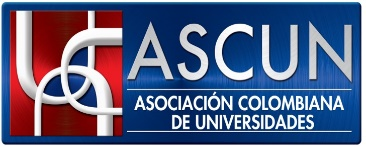 ASCUN
ASOCIACIÓN COLOMBIANA
DE UNIVERSIDADES